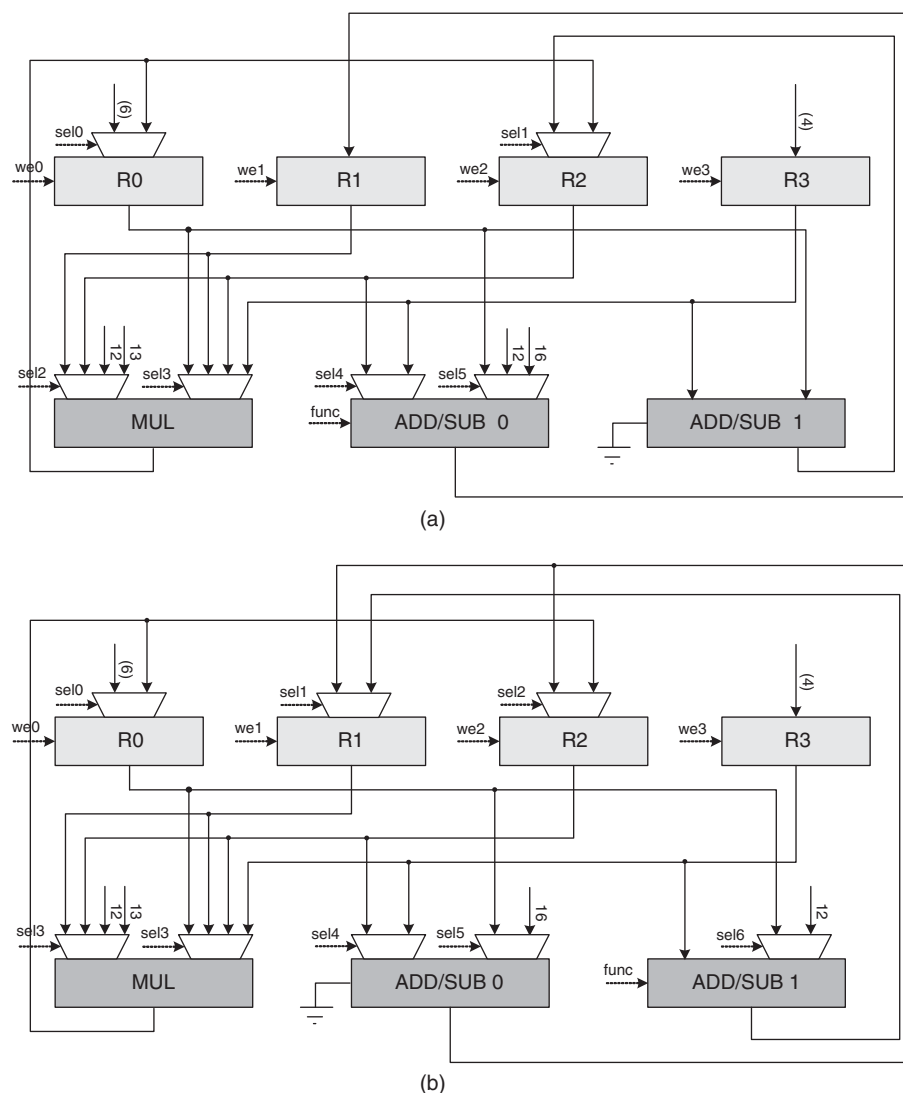 (6)
(4)
sel0
sel1
we0
R0
we1
R1
we2
R2
we3
R3
12
13
12
16
sel2
sel3
sel4
sel5
MUL
func
ADD/SUB 0
ADD/SUB 1
(a)
(6)
(4)
sel0
sel1
sel2
we0
R0
we1
R1
we2
R2
we3
R3
12
13
16
12
sel3
sel3
sel4
sel5
sel6
MUL
ADD/SUB 0
func
ADD/SUB 1
(b)